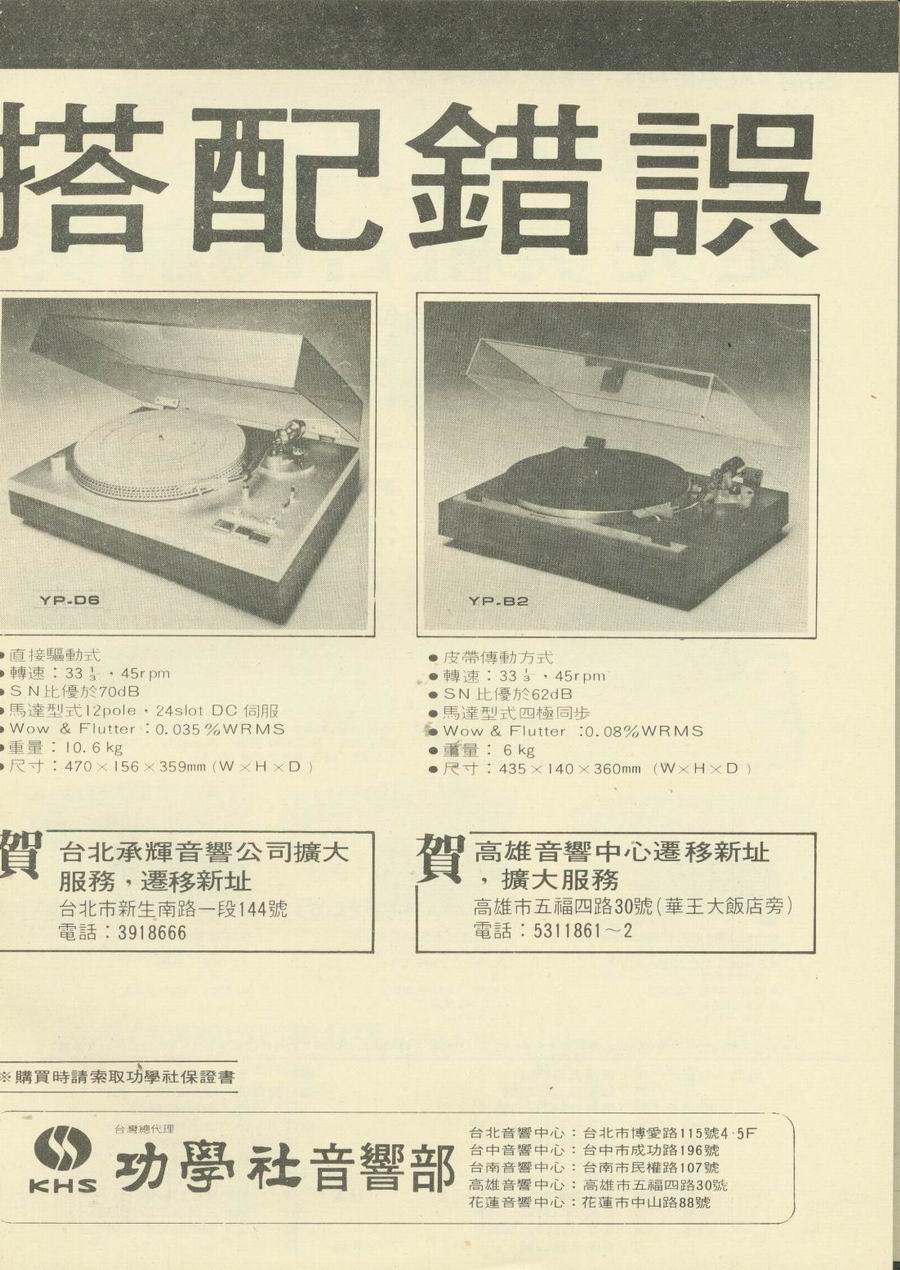 搭配錯誤
YP-D6
●直接驅動式
●轉速：33 ⅓，45rpm
●SN比優於70dB
●馬達型式12pole，24slot DC 伺服
●Wow & Flutter：0.035%WRMS
●重量：10.6kg
●尺寸：470×156×359mm (W×H×D)
YP-B2
●皮帶傳動方式
●轉速：33 ⅓，45rpm
●SN比優於62dB
●馬達型式四極同步
●Wow & Flutter :0.08%WRMS
●重量：6kg
●尺寸：435×140×360mm (W×H×D)
賀
台北承輝音響公司擴大
服務，遷移新址
台北市新生南路一段144號
電話：3918666
賀
高雄音響中心遷移新址
，擴大服務
高雄市五福四路30號(華王大飯店旁)
電話：5311861～2
※購買時請索取功學社保證書
KHS
台灣總代理
功學社音響部
台北音響中心：台北市博愛路115號4·5F
台中音響中心：台中市成功路196號
台南音響中心：台南市民權路107號
高雄音響中心：高雄市五福四路30號
花蓮音響中心：花蓮市中山路88號